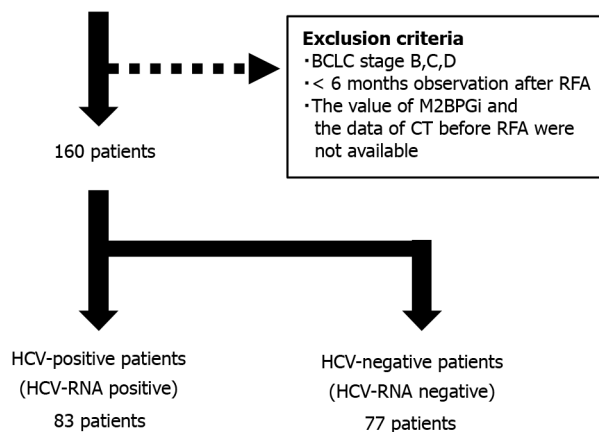 Exclusion criteria
・BCLC stage B,C,D
・< 6 months observation after RFA
・The value of M2BPGi and
the data of CT before RFA were
not available
160 patients
HCV-positive patients
(HCV-RNA positive)
83 patients
HCV-negative patients
(HCV-RNA negative)
77 patients